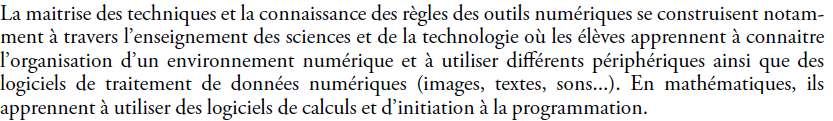 La maitrise des techniques et la connaissance des règles des outils numériques se construisent notam-
ment à travers l’enseignement des sciences et de la technologie où les élèves apprennent à connaitre
l’organisation d’un environnement numérique et à utiliser différents périphériques ainsi que des
logiciels de traitement de données numériques (images, textes, sons...). En mathématiques, ils
apprennent à utiliser des logiciels de calculs et d’initiation à la programmation.